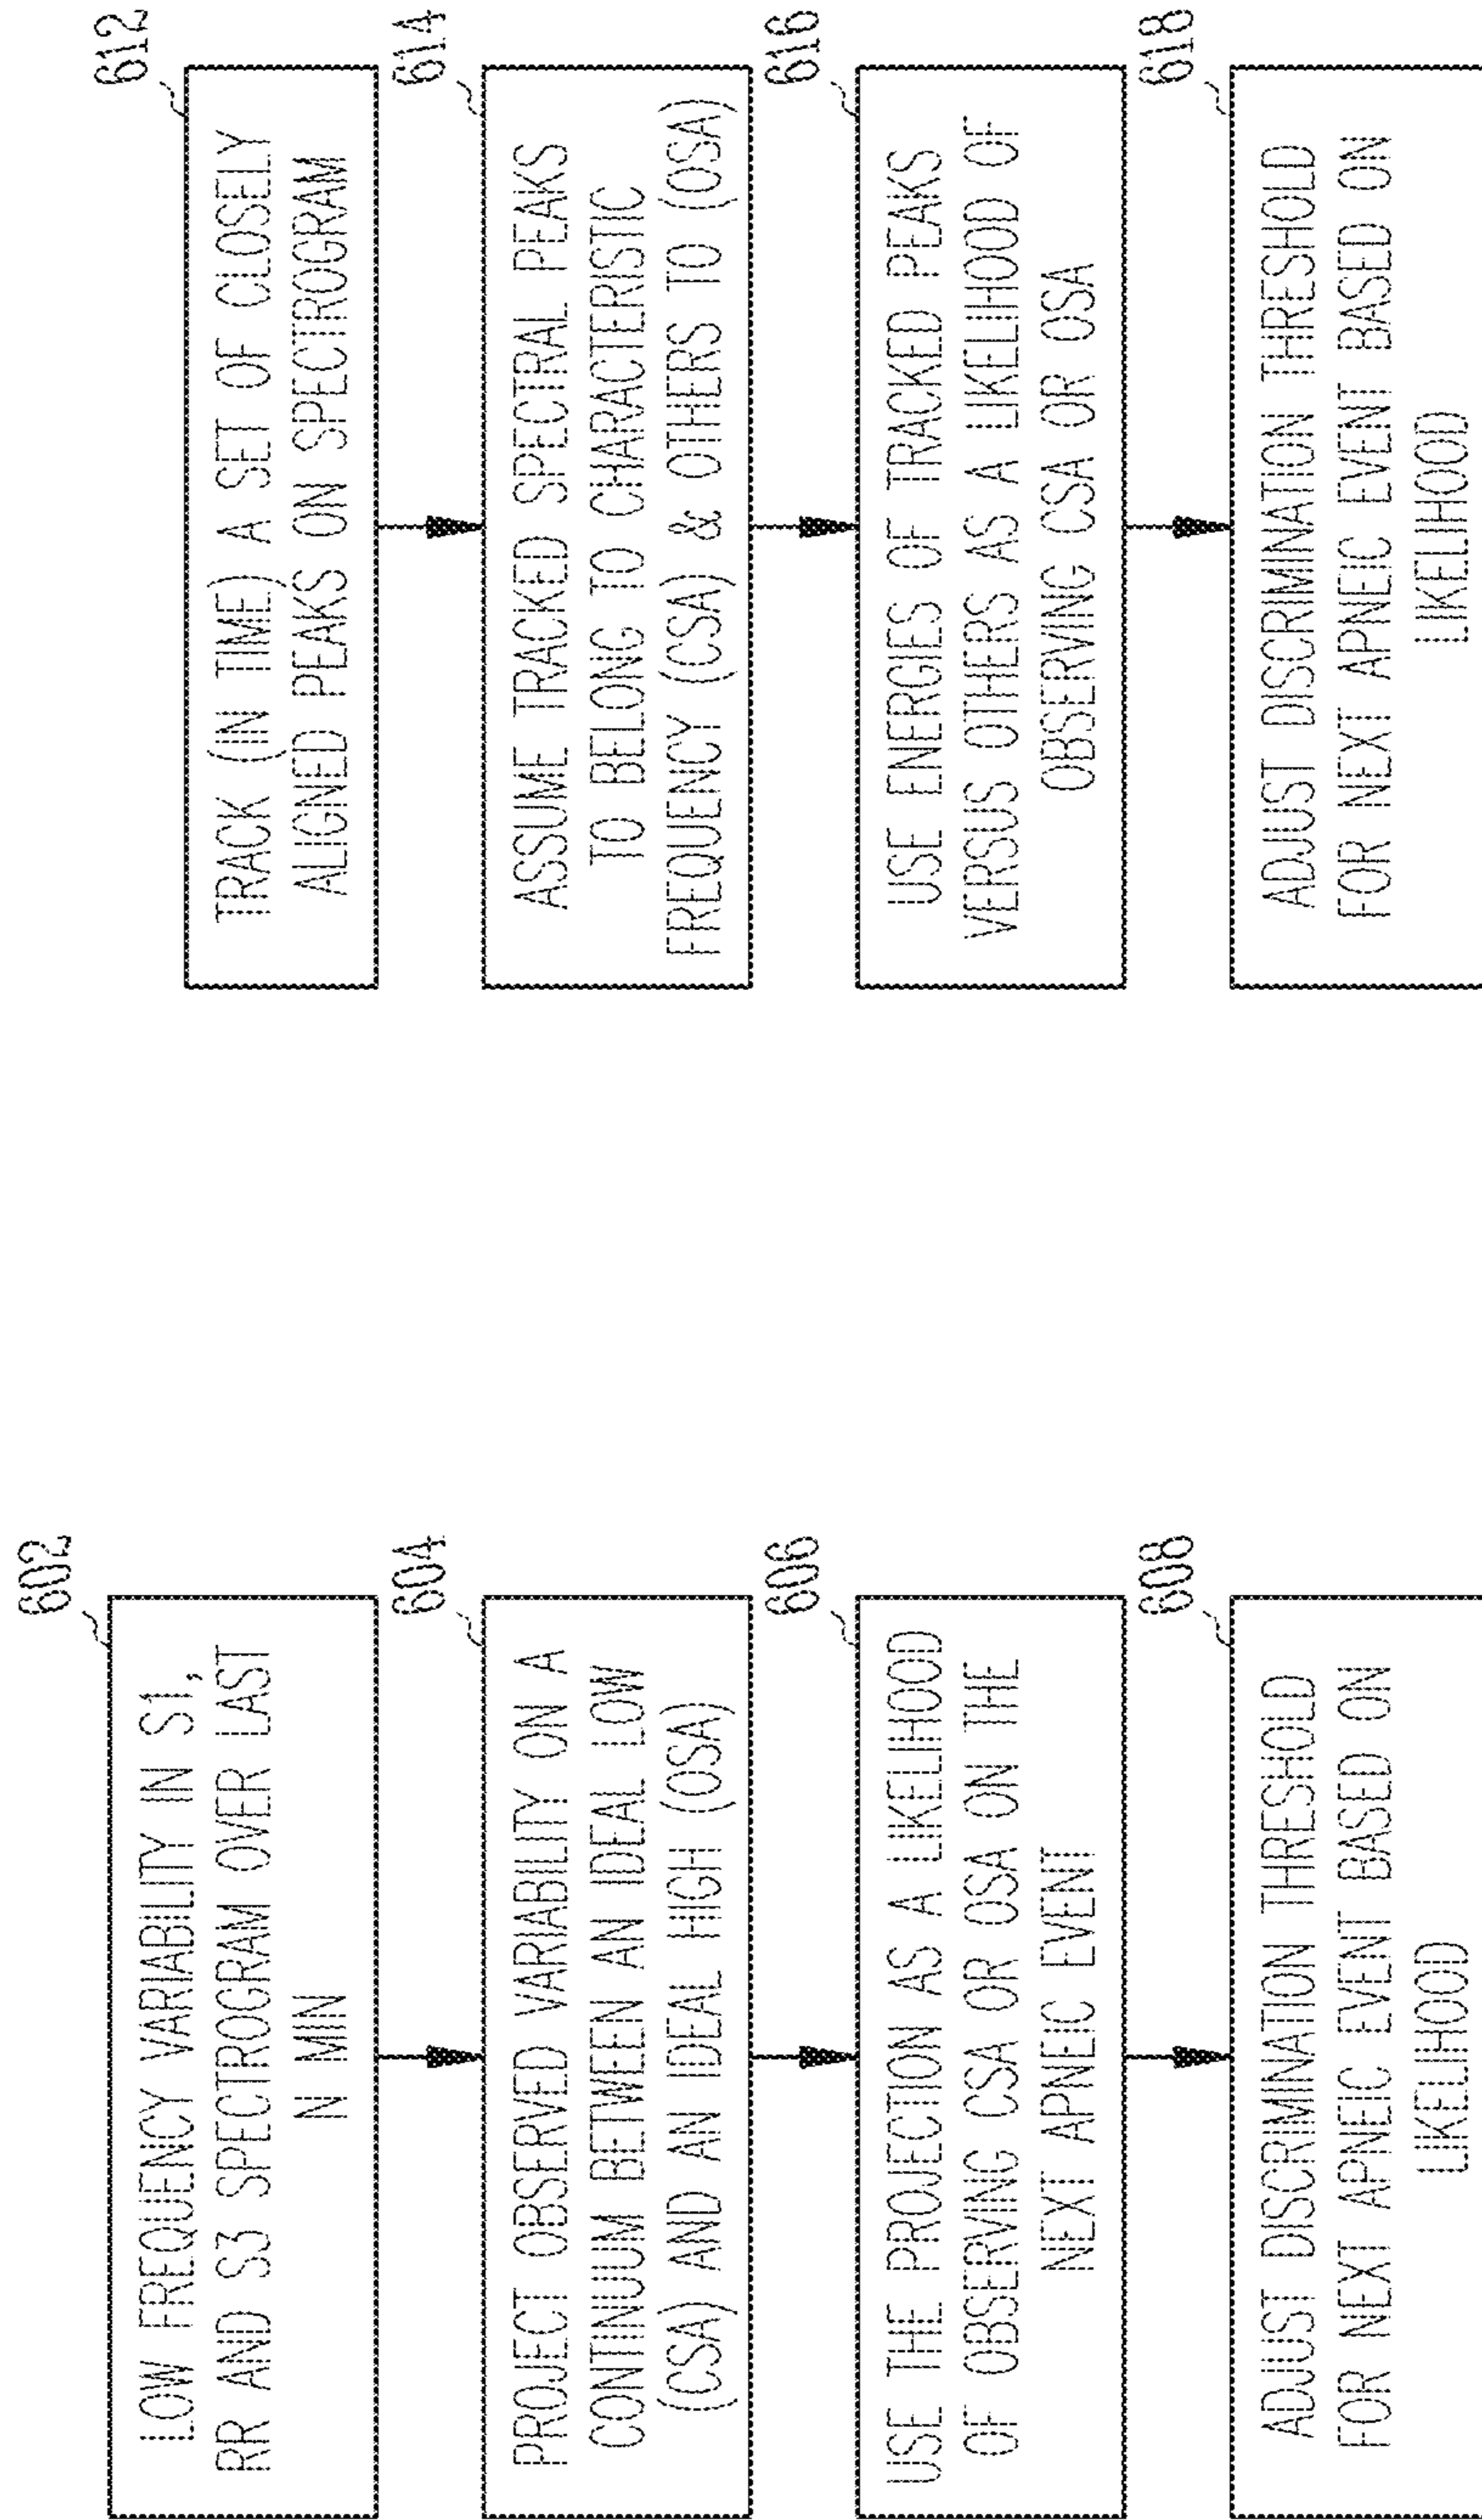 602
LOW FREQUENCY VARIABILITY IN S1,
RR AND S3 SPECTROGRAM OVER LAST
N MIN
604
PROJECT OBSERVED VARIABILITY ON A
CONTINUUM BETWEEN AN IDEAL LOW
(CSA) AND AN IDEAL HIGH (OSA)
606
USE THE PROJECTION AS A LIKELIHOOD
OF OBSERVING CSA OR OSA ON THE
NEXT APNEIC EVENT
608
ADJUST DISCRIMINATION THRESHOLD
FOR NEXT APNEIC EVENT BASED ON
LIKELIHOOD
612
TRACK (IN TIME) A SET OF CLOSELY
ALIGNED PEAKS ON SPECTROGRAM
614
ASSUME TRACKED SPECTRAL PEAKS
TO BELONG TO CHARACTERISTIC
FREQUENCY (CSA) & OTHERS TO (OSA)
616
USE ENERGIES OF TRACKED PEAKS
VERSUS OTHERS AS A LIKELIHOOD OF
OBSERVING CSA OR OSA
618
ADJUST DISCRIMINATION THRESHOLD
FOR NEXT APNEIC EVENT BASED ON
LIKELIHOOD